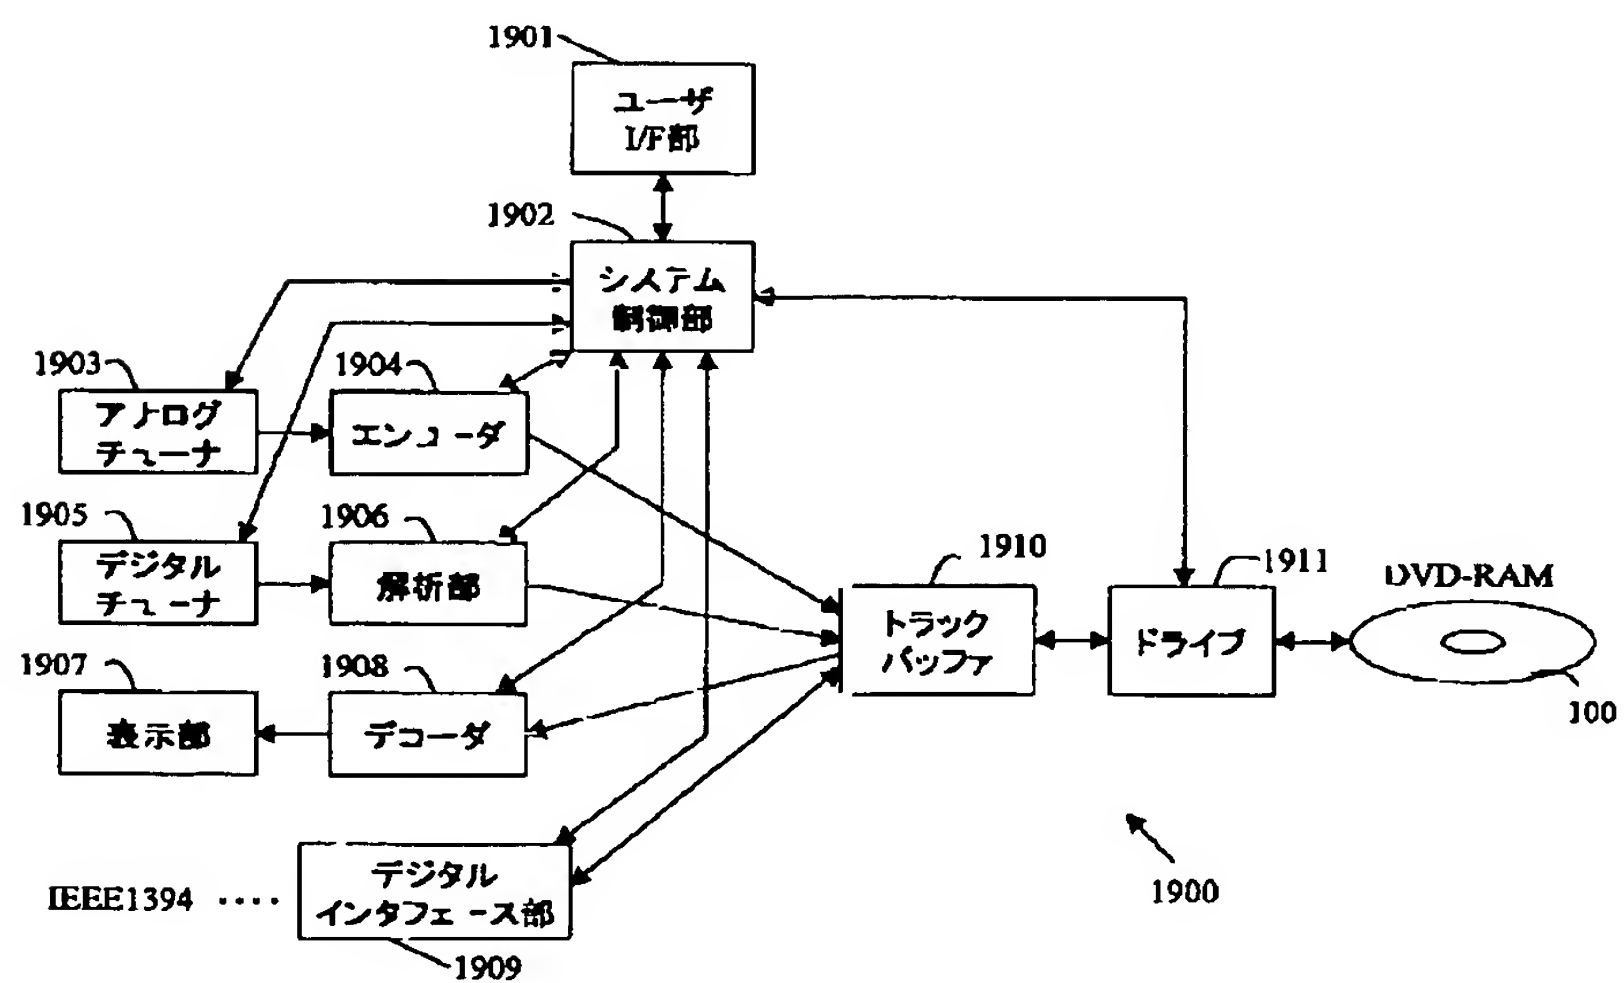 1901
ユーザ
I/F部
1902
システム
制御部
1903
アナログ
チューナ
1904
エンコーダ
1905
デジタル
チューナ
1906
解析部
1907
表示部
1908
デコーダ
1910
トラック
バッファ
1911
ドライブ
DVD-RAM
100
IEEE1394 ····
デジタル
インタフェース部
1909
1900